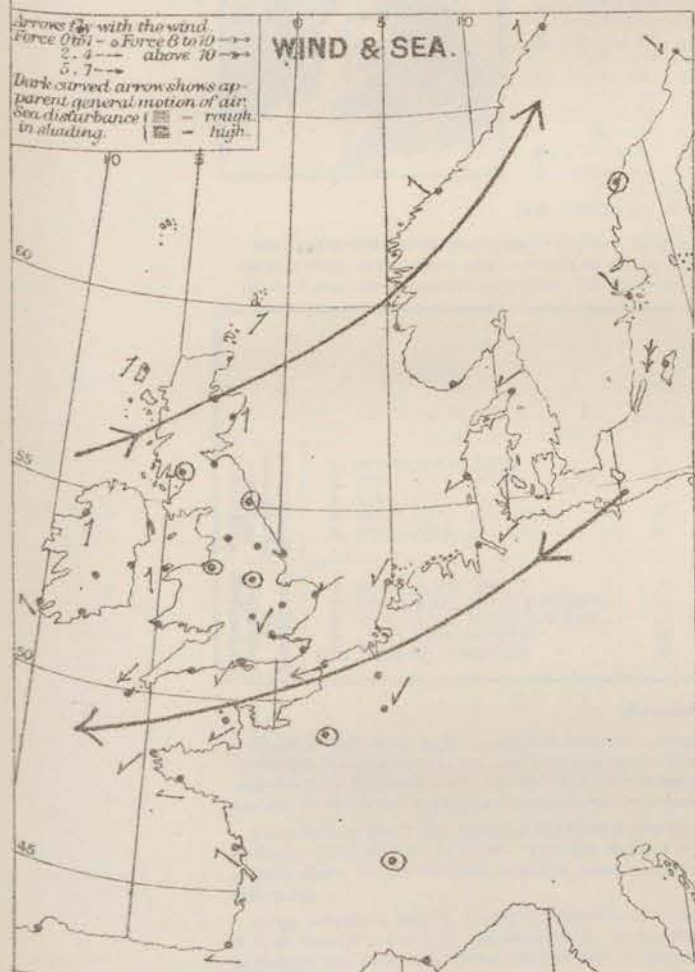 Arrows fly with the wind.
Force 0 to 1 - o Force 8 to 10
2. 4 above 10
5. 7
Dark curved arrow shows ap-
parent general motion of air.
Sea disturbance - rough.
in shading. - high.
WIND & SEA.
0 5 10
10 5
60
55
50
45